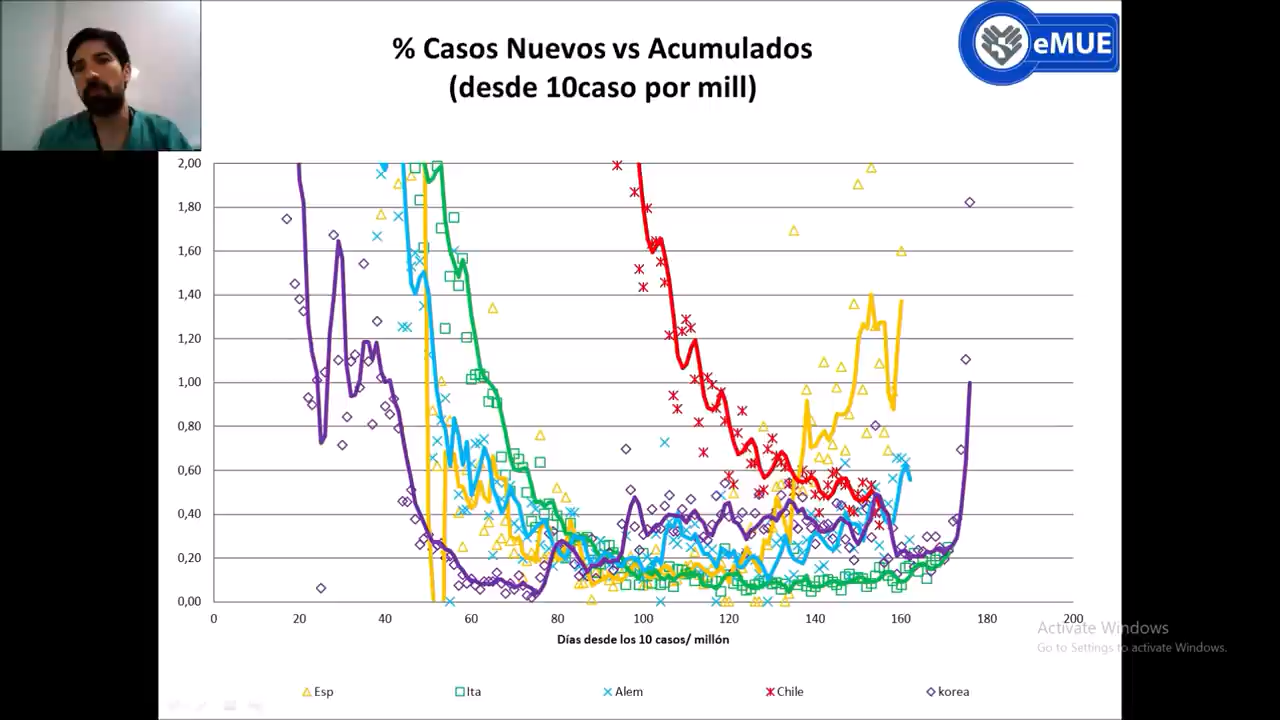 % Casos Nuevos vs Acumulados
(desde 10caso por mill)
eMUE
2,00
1,80
1,60
1,40
1,20
1,00
0,80
0,60
0,40
0,20
0,00
0 20 40 60 80 100 120 140 160 180 200
Días desde los 10 casos/ millón
Activate Windows
Go to Settings to activate Windows.
Esp Ita Alem Chile korea